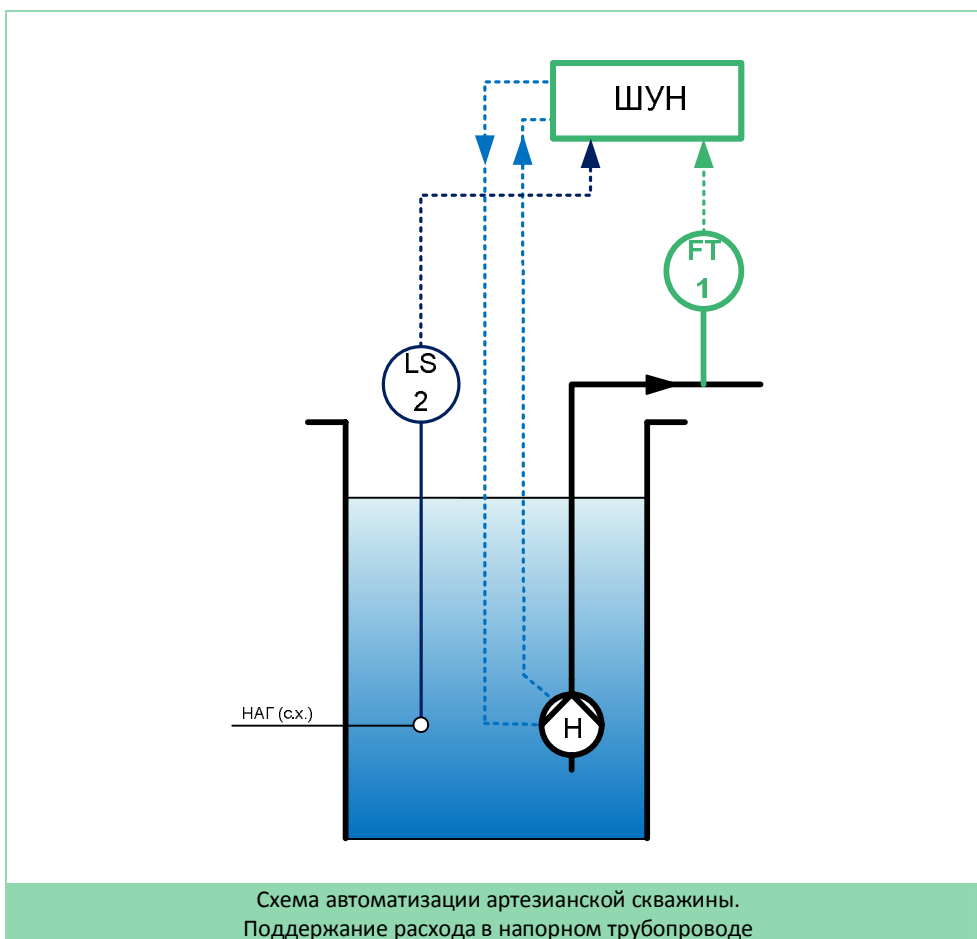 ШУН
FT
1
LS
2
НАГ (с.х.)
Н
Схема автоматизации артезианской скважины.
Поддержание расхода в напорном трубопроводе